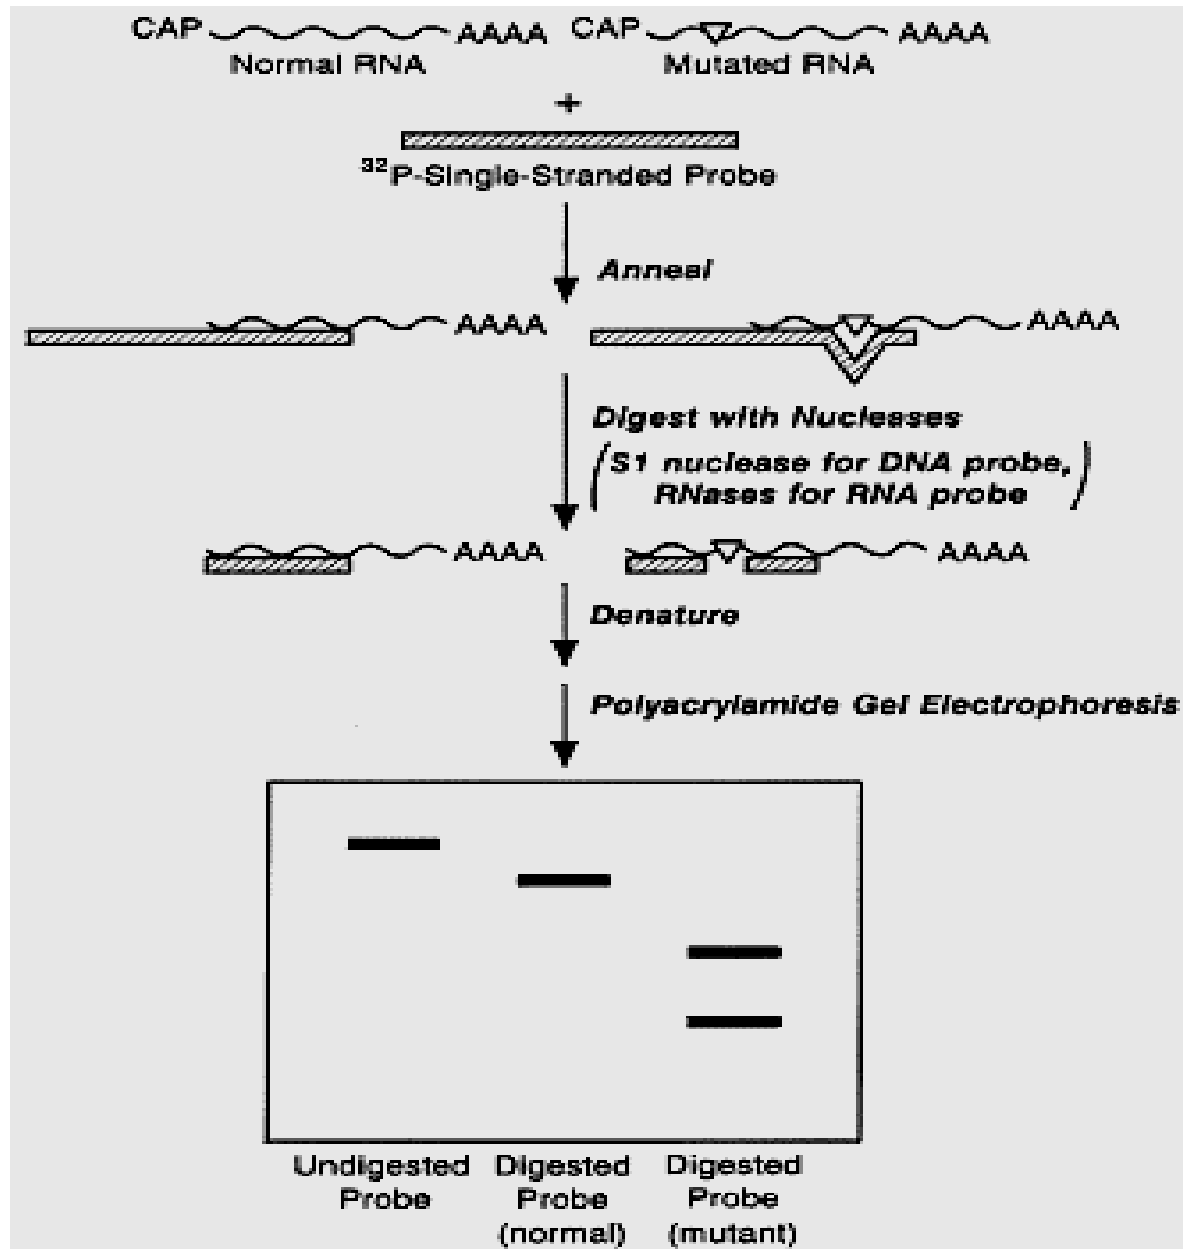 CAP AAAA CAP AAAA
Normal RNA Mutated RNA
+
³²P-Single-Stranded Probe
Anneal
AAAA AAAA
Digest with Nucleases
(S1 nuclease for DNA probe,
RNases for RNA probe)
AAAA AAAA
Denature
Polyacrylamide Gel Electrophoresis
Undigested Digested Digested
Probe Probe Probe
(normal) (mutant)